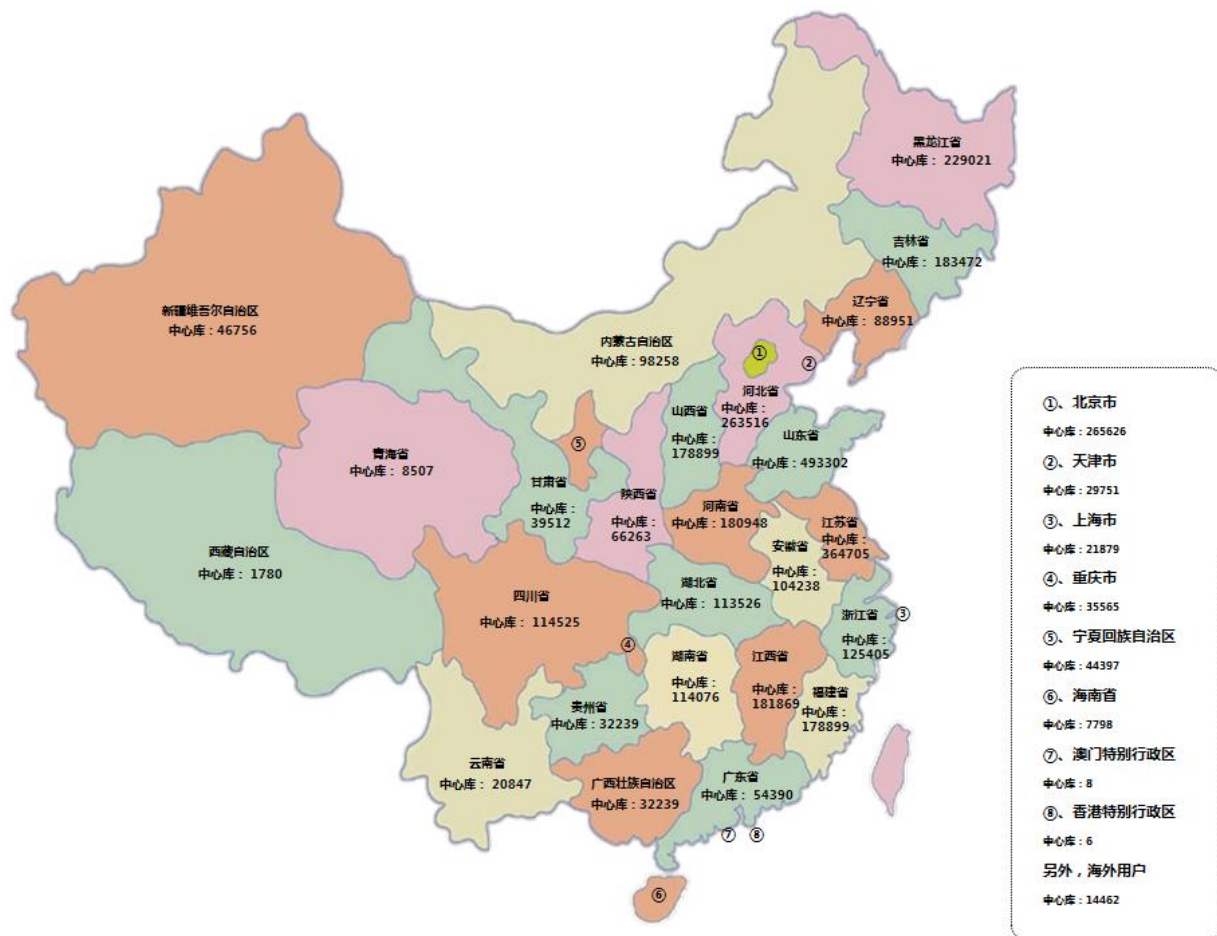 黑龙江省
中心库： 229021
吉林省
中心库： 183472
辽宁省
中心库： 88951
新疆维吾尔自治区
中心库：46756
内蒙古自治区
中心库：98258
①
②
河北省
中心库：
263516
山西省
中心库：
178899
山东省
中心库：493302
⑤
青海省
中心库： 8507
甘肃省
中心库：
39512
陕西省
中心库：
66263
河南省
中心库：180948
江苏省
中心库：
364705
安徽省
中心库：
104238
西藏自治区
中心库： 1780
四川省
中心库： 114525
湖北省
中心库： 113526
浙江省
中心库：
125405
③
④
湖南省
中心库：
114076
江西省
中心库：
181869
福建省
中心库：
178899
贵州省
中心库：32239
云南省
中心库： 20847
广西壮族自治区
中心库：32239
广东省
中心库： 54390
⑦
⑧
⑥
①、北京市
中心库：265626
②、天津市
中心库：29751
③、上海市
中心库：21879
④、重庆市
中心库：35565
⑤、宁夏回族自治区
中心库：44397
⑥、海南省
中心库：7798
⑦、澳门特别行政区
中心库：8
⑧、香港特别行政区
中心库：6
另外，海外用户
中心库：14462